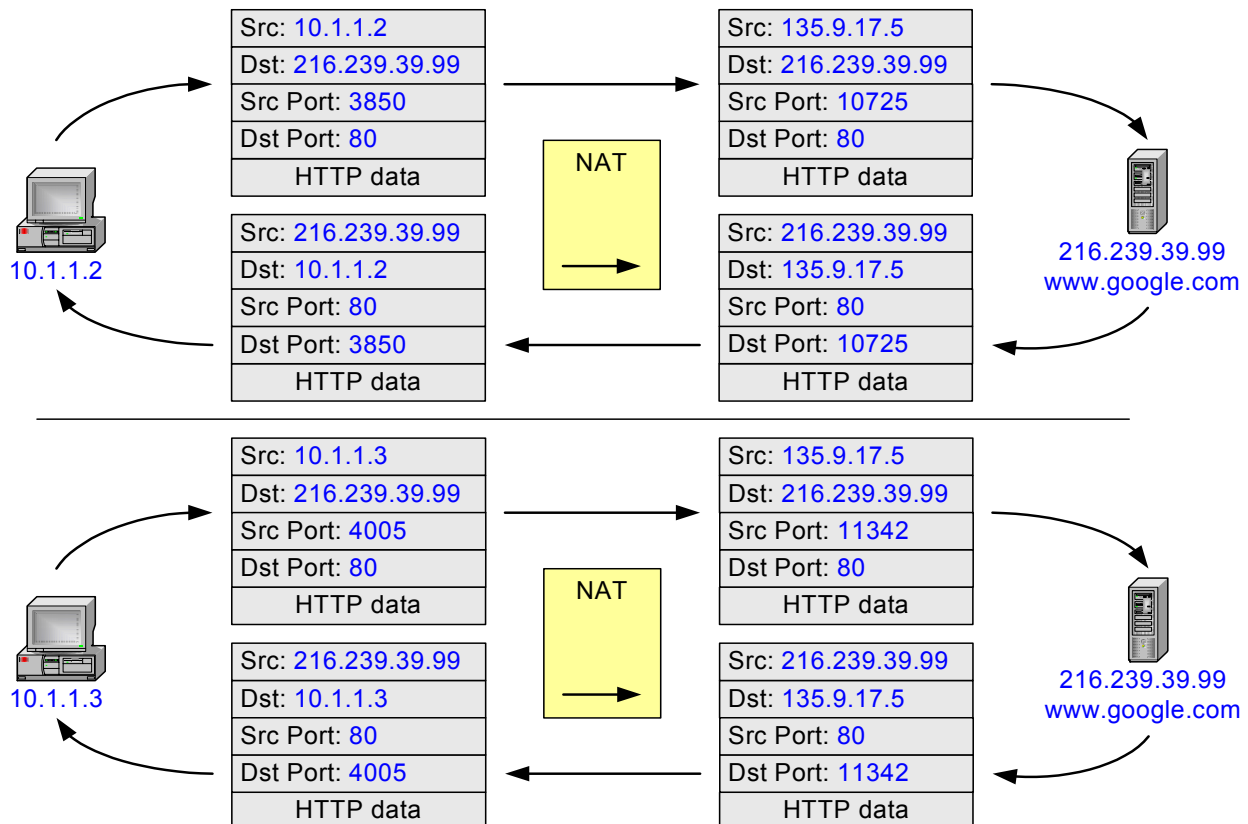 Src: 10.1.1.2
Dst: 216.239.39.99
Src Port: 3850
Dst Port: 80
HTTP data
Src: 135.9.17.5
Dst: 216.239.39.99
Src Port: 10725
Dst Port: 80
HTTP data
NAT
10.1.1.2
216.239.39.99
www.google.com
Src: 216.239.39.99
Dst: 10.1.1.2
Src Port: 80
Dst Port: 3850
HTTP data
Src: 216.239.39.99
Dst: 135.9.17.5
Src Port: 80
Dst Port: 10725
HTTP data
Src: 10.1.1.3
Dst: 216.239.39.99
Src Port: 4005
Dst Port: 80
HTTP data
Src: 135.9.17.5
Dst: 216.239.39.99
Src Port: 11342
Dst Port: 80
HTTP data
NAT
10.1.1.3
216.239.39.99
www.google.com
Src: 216.239.39.99
Dst: 10.1.1.3
Src Port: 80
Dst Port: 4005
HTTP data
Src: 216.239.39.99
Dst: 135.9.17.5
Src Port: 80
Dst Port: 11342
HTTP data